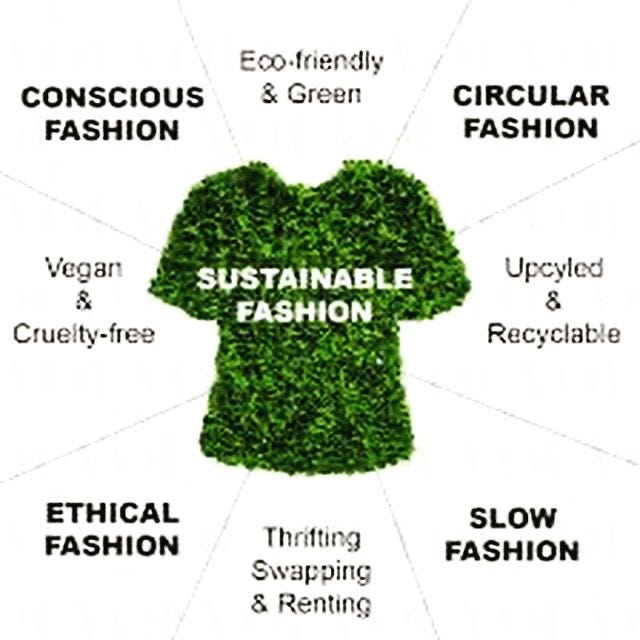 Eco-friendly
& Green
CONSCIOUS
FASHION
CIRCULAR
FASHION
Vegan
&
Cruelty-free
SUSTAINABLE
FASHION
Upcyled
&
Recyclable
ETHICAL
FASHION
Thrifting
Swapping
& Renting
SLOW
FASHION